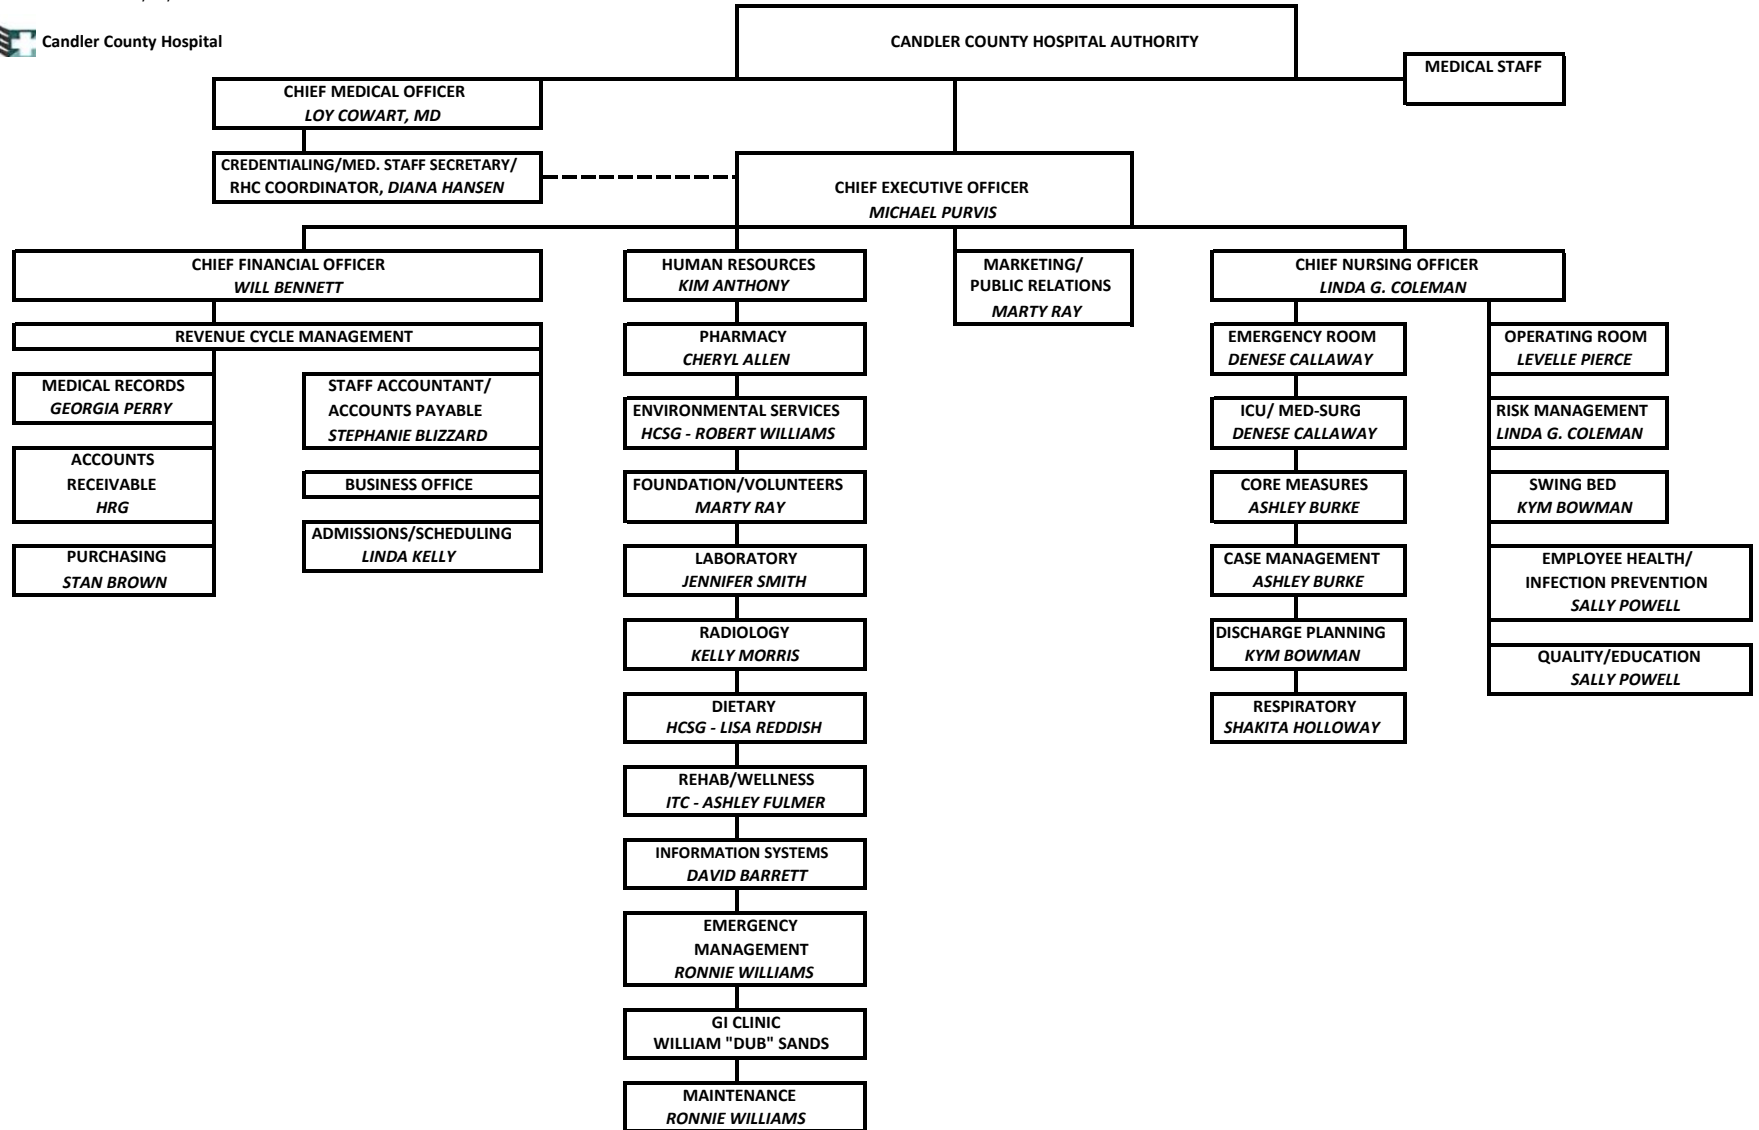 Candler County Hospital
CANDLER COUNTY HOSPITAL AUTHORITY
MEDICAL STAFF
CHIEF MEDICAL OFFICER
LOY COWART, MD
CREDENTIALING/MED. STAFF SECRETARY/
RHC COORDINATOR, DIANA HANSEN
CHIEF EXECUTIVE OFFICER
MICHAEL PURVIS
CHIEF FINANCIAL OFFICER
WILL BENNETT
REVENUE CYCLE MANAGEMENT
MEDICAL RECORDS
GEORGIA PERRY
ACCOUNTS
RECEIVABLE
HRG
PURCHASING
STAN BROWN
STAFF ACCOUNTANT/
ACCOUNTS PAYABLE
STEPHANIE BLIZZARD
BUSINESS OFFICE
ADMISSIONS/SCHEDULING
LINDA KELLY
HUMAN RESOURCES
KIM ANTHONY
PHARMACY
CHERYL ALLEN
ENVIRONMENTAL SERVICES
HCSG - ROBERT WILLIAMS
FOUNDATION/VOLUNTEERS
MARTY RAY
LABORATORY
JENNIFER SMITH
RADIOLOGY
KELLY MORRIS
DIETARY
HCSG - LISA REDDISH
REHAB/WELLNESS
ITC - ASHLEY FULMER
INFORMATION SYSTEMS
DAVID BARRETT
EMERGENCY
MANAGEMENT
RONNIE WILLIAMS
GI CLINIC
WILLIAM "DUB" SANDS
MAINTENANCE
RONNIE WILLIAMS
MARKETING/
PUBLIC RELATIONS
MARTY RAY
CHIEF NURSING OFFICER
LINDA G. COLEMAN
EMERGENCY ROOM
DENESE CALLAWAY
ICU/ MED-SURG
DENESE CALLAWAY
CORE MEASURES
ASHLEY BURKE
CASE MANAGEMENT
ASHLEY BURKE
DISCHARGE PLANNING
KYM BOWMAN
RESPIRATORY
SHAKITA HOLLOWAY
OPERATING ROOM
LEVELLE PIERCE
RISK MANAGEMENT
LINDA G. COLEMAN
SWING BED
KYM BOWMAN
EMPLOYEE HEALTH/
INFECTION PREVENTION
SALLY POWELL
QUALITY/EDUCATION
SALLY POWELL